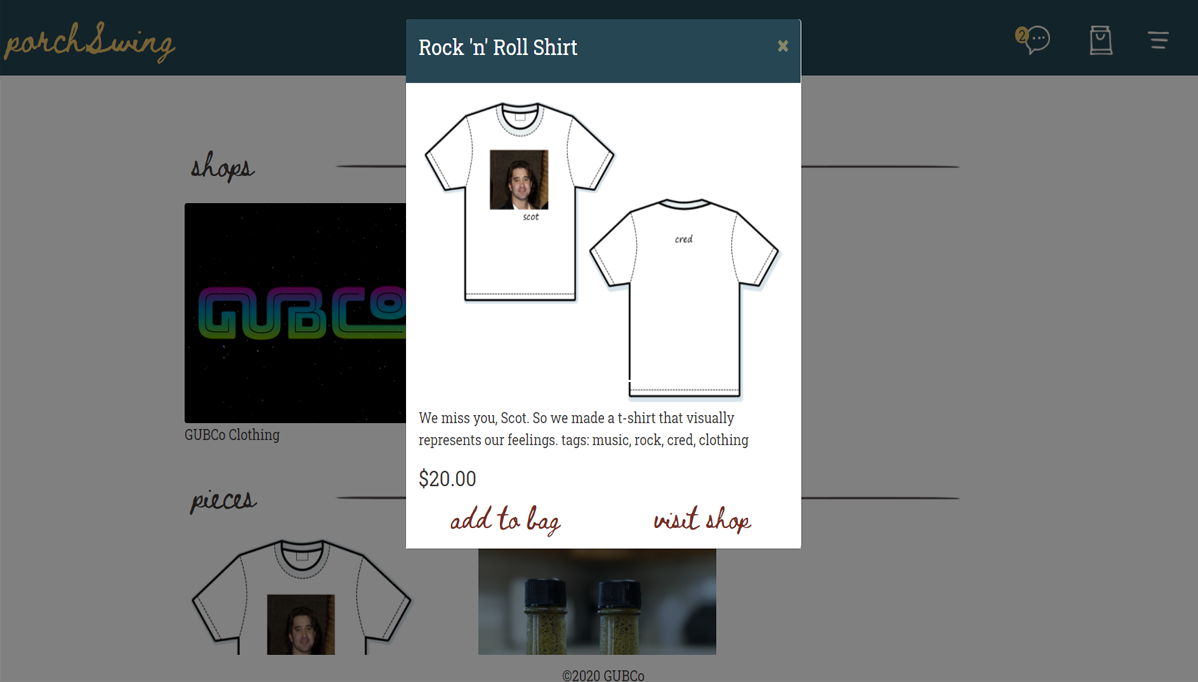 porchSwing
Rock 'n' Roll Shirt
×
2
shops
scot
cred
GUBCO
GUBCo Clothing
We miss you, Scot. So we made a t-shirt that visually
represents our feelings. tags: music, rock, cred, clothing
$20.00
add to bag
visit shop
pieces
©2020 GUBCo